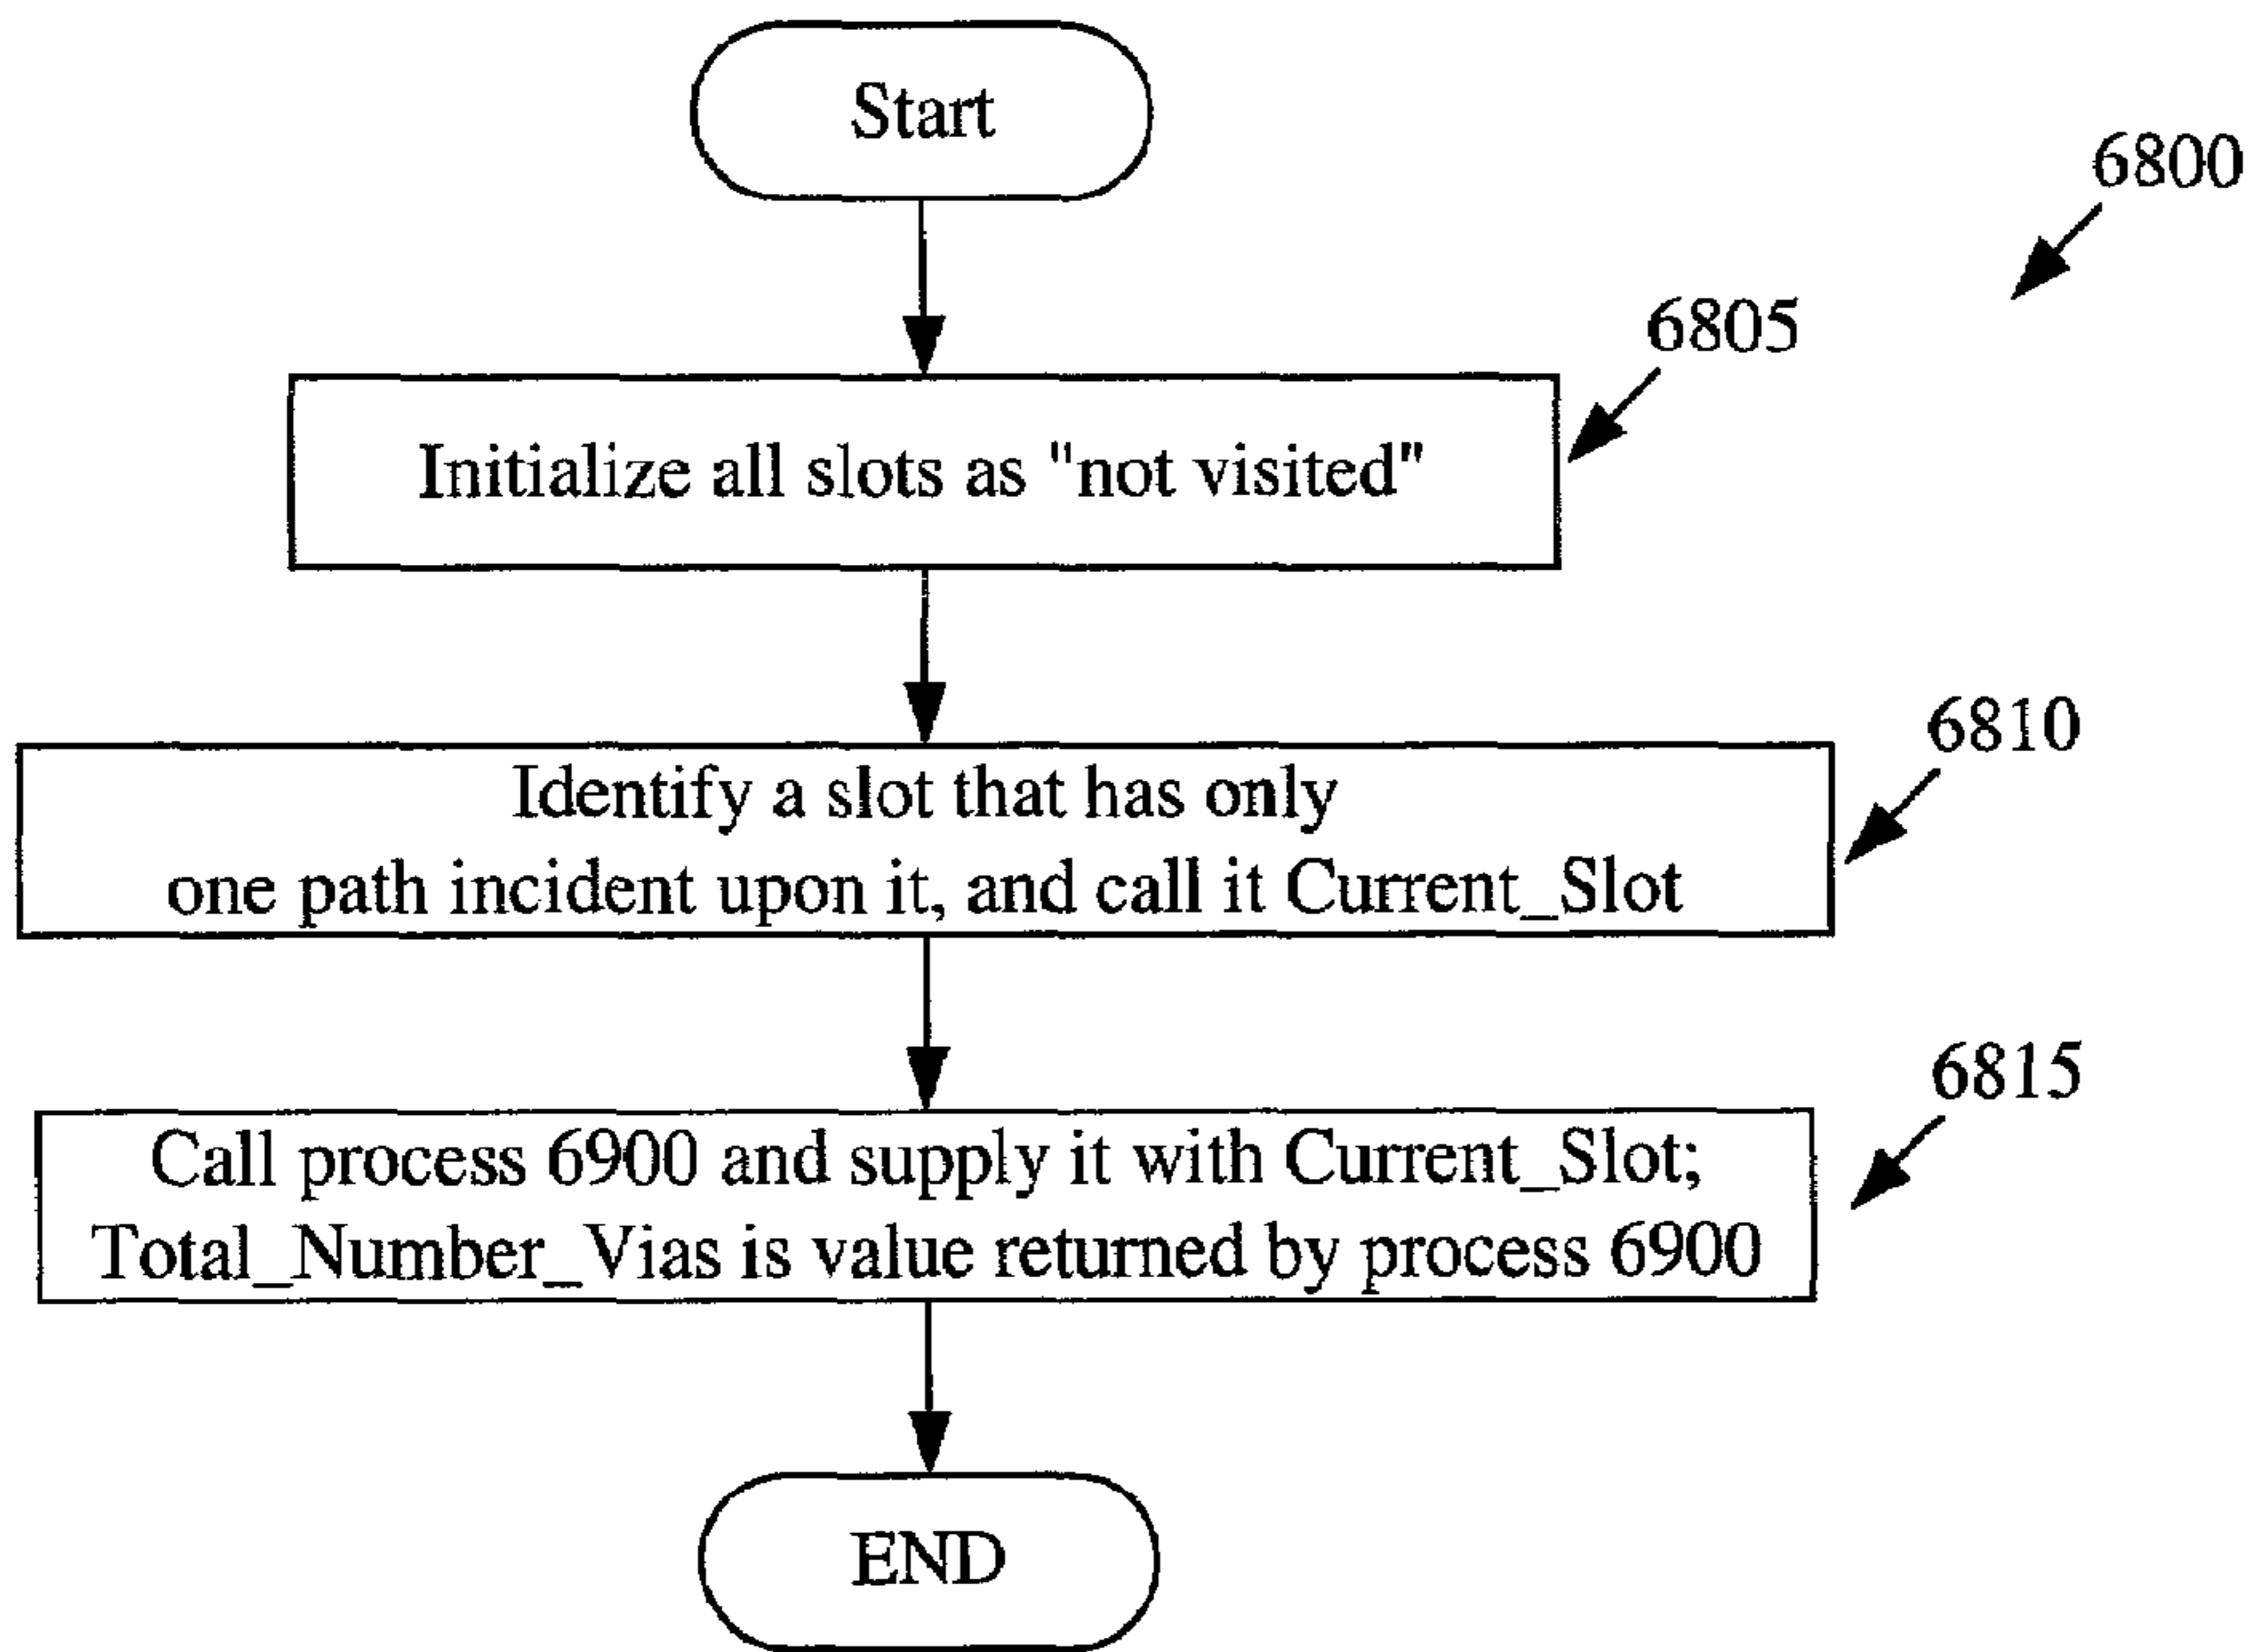 Start
6800
6805
Initialize all slots as "not visited"
6810
Identify a slot that has only
one path incident upon it, and call it Current_Slot
6815
Call process 6900 and supply it with Current_Slot;
Total_Number_Vias is value returned by process 6900
END